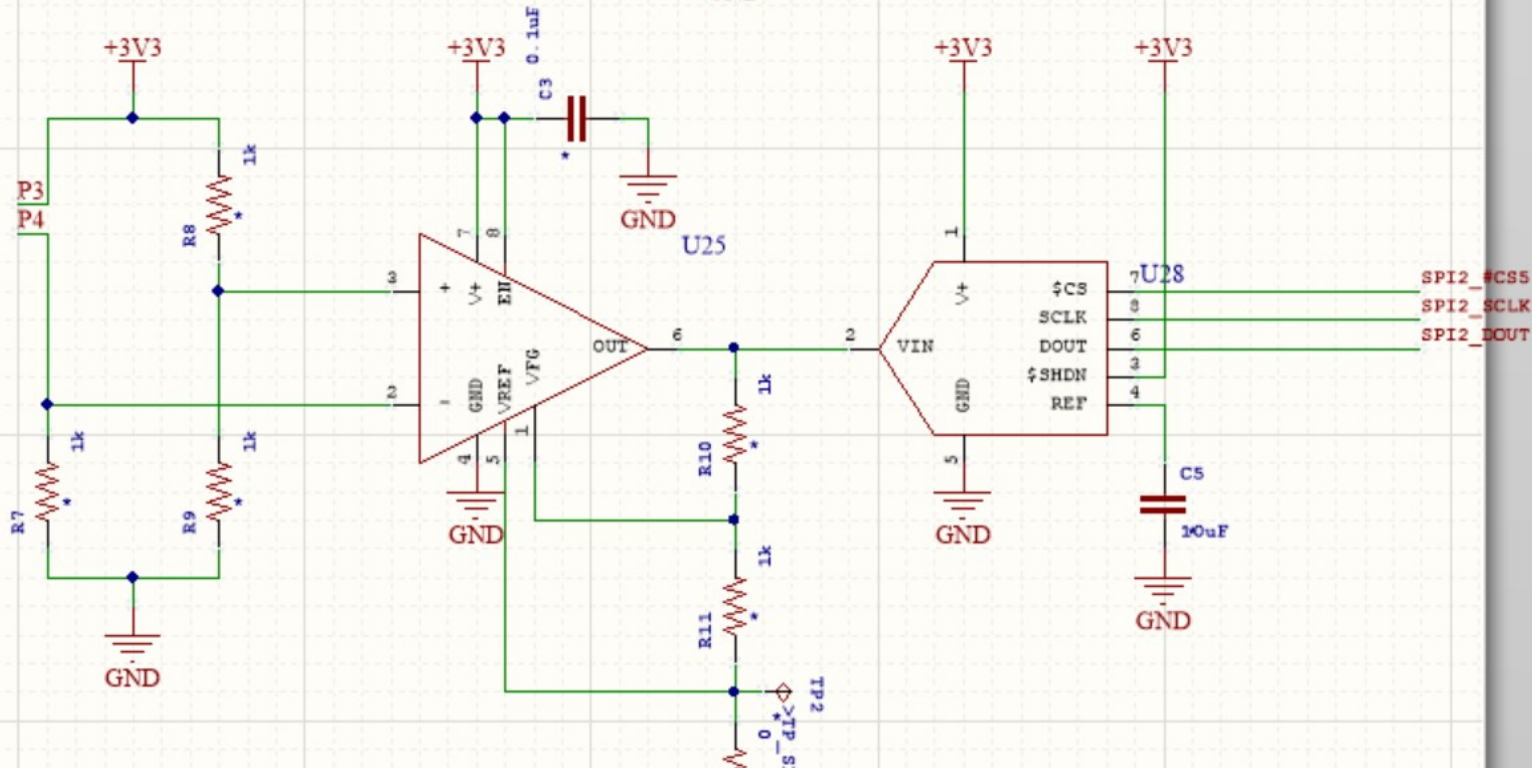 +3V3
+3V3
0.1uF
C3
*
+3V3
+3V3
P3
P4
1k
R8
*
GND
U25
7
8
V+
EN
3
+
2
-
OUT
6
GND
VREF
VFG
4
5
1
GND
1k
R7
*
1k
R9
*
GND
1k
R10
*
1k
R11
*
TP2
*
0
1
U28
V+
2
VIN
GND
5
GND
$CS
7
SPI2_#CS5
SCLK
8
SPI2_SCLK
DOUT
6
SPI2_DOUT
$SHDN
3
REF
4
C5
10uF
GND